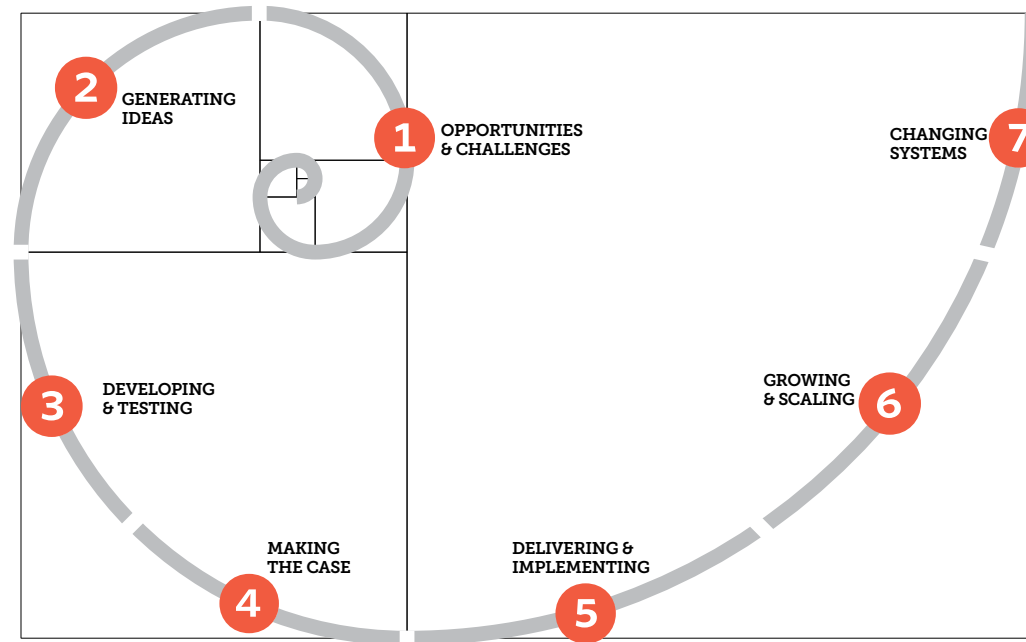 1
OPPORTUNITIES
& CHALLENGES
2
GENERATING
IDEAS
3
DEVELOPING
& TESTING
4
MAKING
THE CASE
5
DELIVERING &
IMPLEMENTING
6
GROWING
& SCALING
7
CHANGING
SYSTEMS